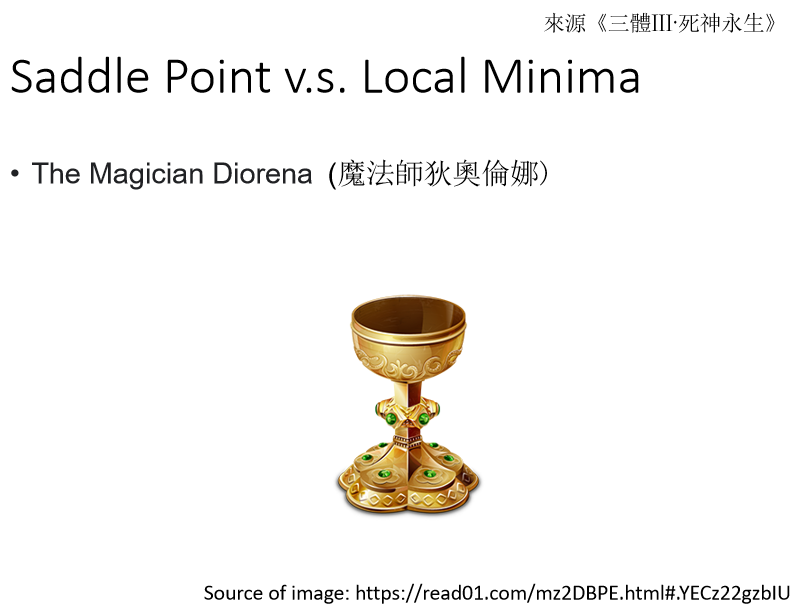 來源《三體III·死神永生》
Saddle Point v.s. Local Minima
• The Magician Diorena (魔法師狄奧倫娜)
Source of image: https://read01.com/mz2DBPE.html#.YECz22gzbIU